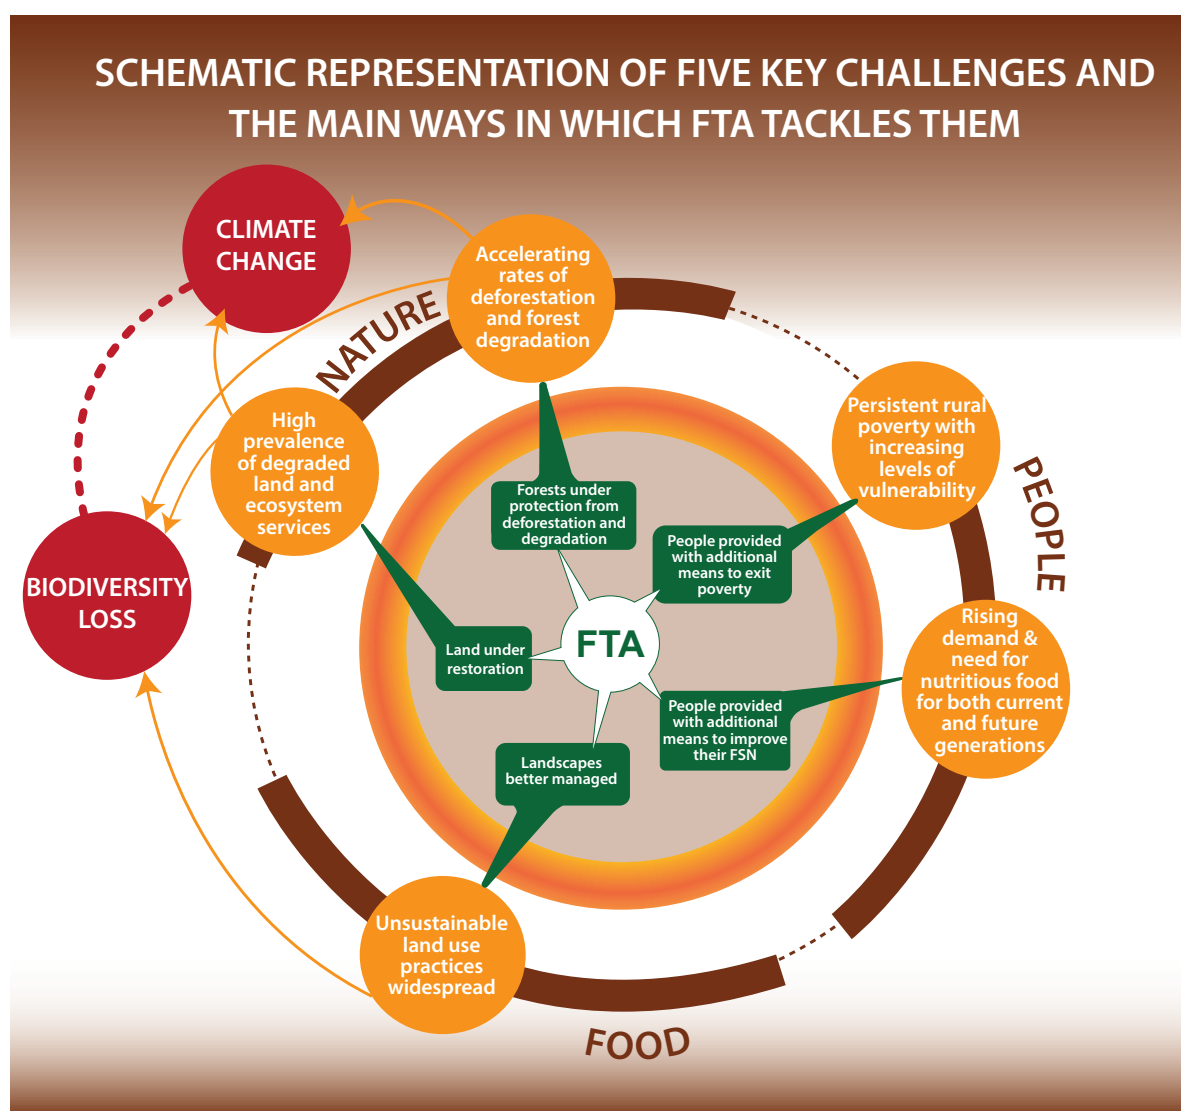 SCHEMATIC REPRESENTATION OF FIVE KEY CHALLENGES AND
THE MAIN WAYS IN WHICH FTA TACKLES THEM
CLIMATE
CHANGE
Accelerating
rates of
deforestation
and forest
degradation
NATURE
High
prevalence
of degraded
land and
ecosystem
services
Persistent rural
poverty with
increasing
levels of
vulnerability
PEOPLE
Forests under
protection from
deforestation and
degradation
People provided
with additional
means to exit
poverty
BIODIVERSITY
LOSS
FTA
Land under
restoration
Rising
demand &
need for
nutritious food
for both current
and future
generations
People provided
with additional
means to improve
their FSN
Landscapes
better managed
Unsustainable
land use
practices
widespread
FOOD